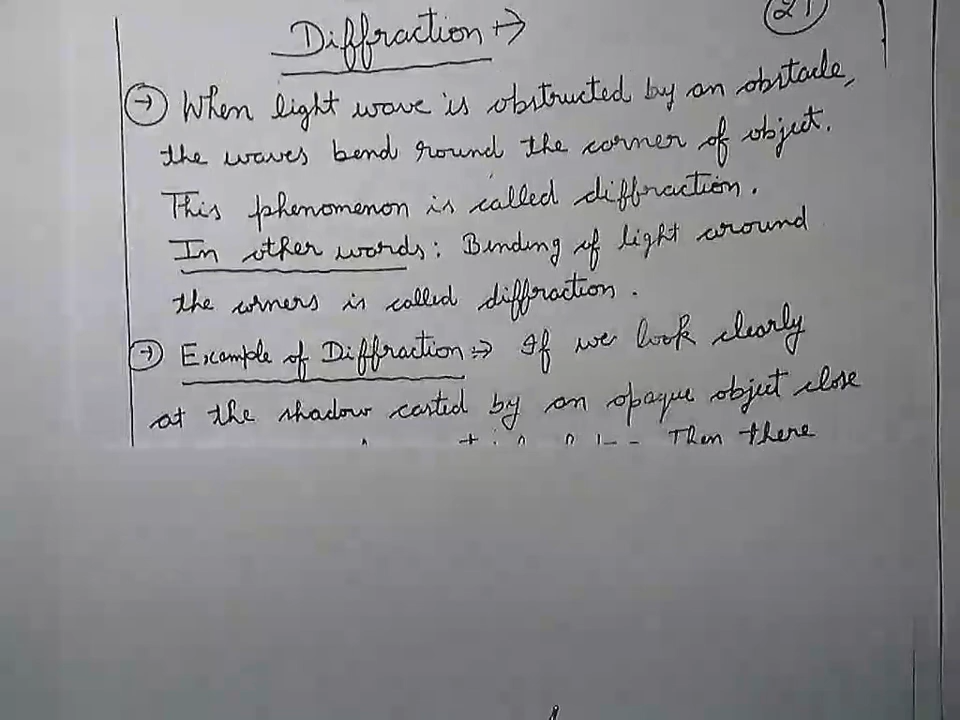 Diffraction →
21
→ When light wave is obstructed by an obstacle,
the waves bend round the corner of object.
This phenomenon is called diffraction.
In other words: Binding of light around
the corners is called diffraction.
→ Example of Diffraction :→ If we look clearly
at the shadow casted by an opaque object close
Then there